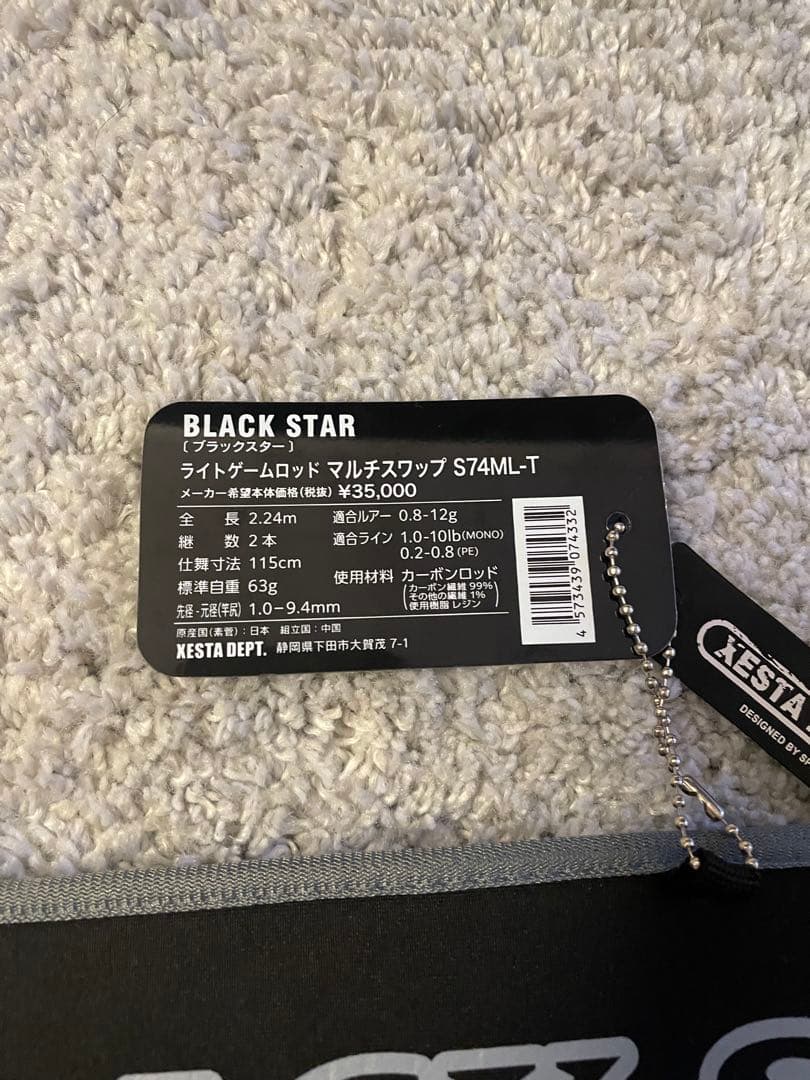 BLACK STAR
〔ブラックスター〕
ライトゲームロッド マルチスワップ S74ML-T
メーカー希望本体価格(税抜) ¥35,000
全長 2.24m 適合ルアー 0.8-12g
継数 2本 適合ライン 1.0-10lb(MONO)
0.2-0.8(PE)
仕舞寸法 115cm
標準自重 63g 使用材料 カーボンロッド
(カーボン繊維 99%
その他の繊維 1%
使用樹脂 レジン)
先径-元径(竿尻) 1.0-9.4mm
原産国(素管):日本 組立国:中国
XESTA DEPT. 静岡県下田市大賀茂 7-1
4 573439 074332
XESTA
DESIGNED BY